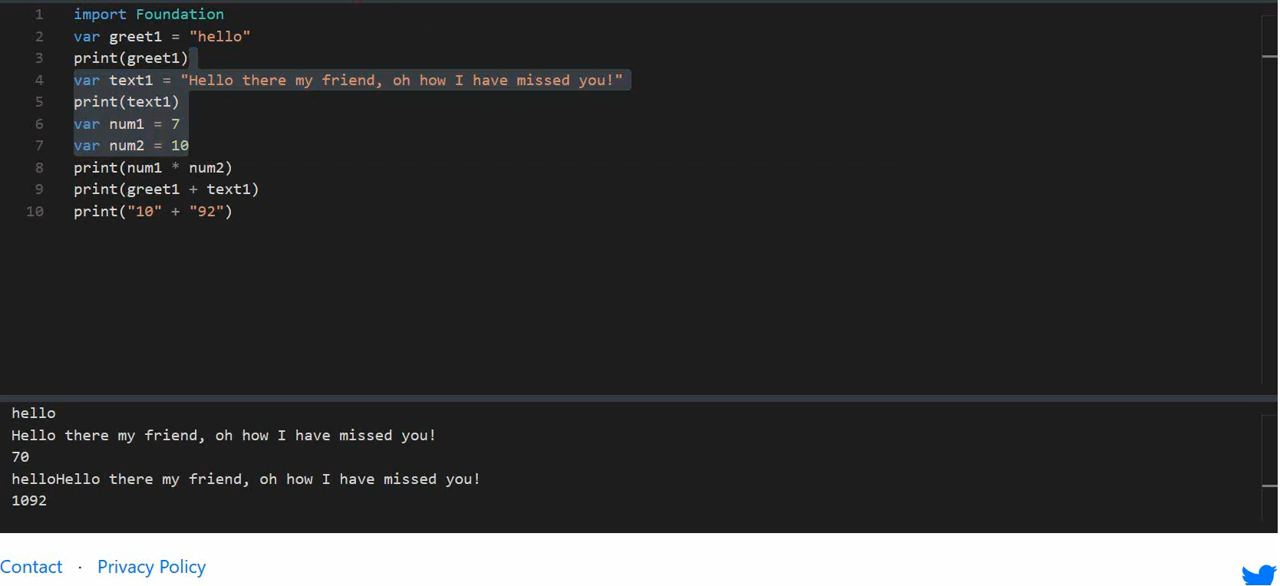 1 import Foundation
2 var greet1 = "hello"
3 print(greet1)
4 var text1 = "Hello there my friend, oh how I have missed you!"
5 print(text1)
6 var num1 = 7
7 var num2 = 10
8 print(num1 * num2)
9 print(greet1 + text1)
10 print("10" + "92")
hello
Hello there my friend, oh how I have missed you!
70
helloHello there my friend, oh how I have missed you!
1092
Contact · Privacy Policy